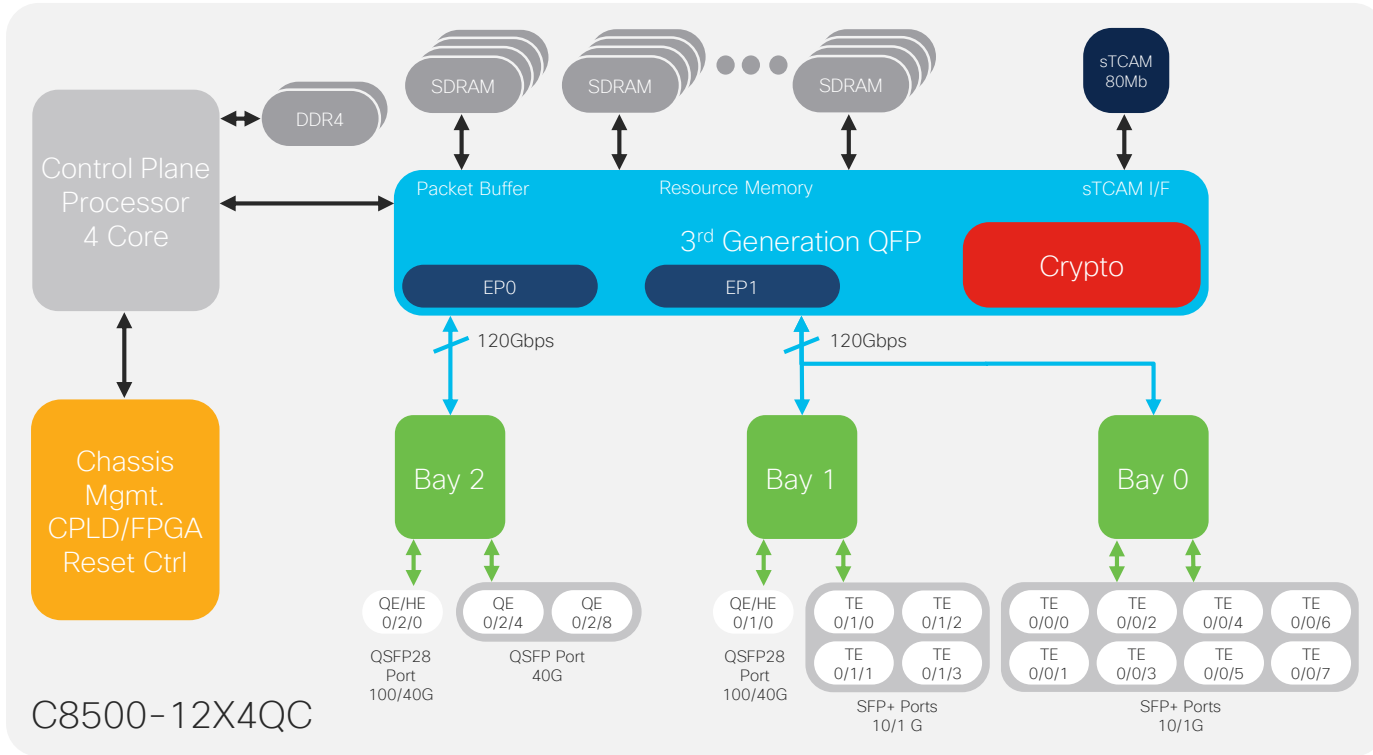 SDRAM
SDRAM
SDRAM
sTCAM
80Mb
DDR4
Control Plane
Processor
4 Core
Packet Buffer
Resource Memory
sTCAM I/F
3rd Generation QFP
Crypto
EP0
EP1
120Gbps
120Gbps
Chassis
Mgmt.
CPLD/FPGA
Reset Ctrl
Bay 2
Bay 1
Bay 0
QE/HE
0/2/0
QE
0/2/4
QE
0/2/8
QSFP28
Port
100/40G
QSFP Port
40G
QE/HE
0/1/0
QSFP28
Port
100/40G
TE
0/1/0
TE
0/1/2
TE
0/1/1
TE
0/1/3
SFP+ Ports
10/1 G
TE
0/0/0
TE
0/0/2
TE
0/0/4
TE
0/0/6
TE
0/0/1
TE
0/0/3
TE
0/0/5
TE
0/0/7
SFP+ Ports
10/1G
C8500-12X4QC